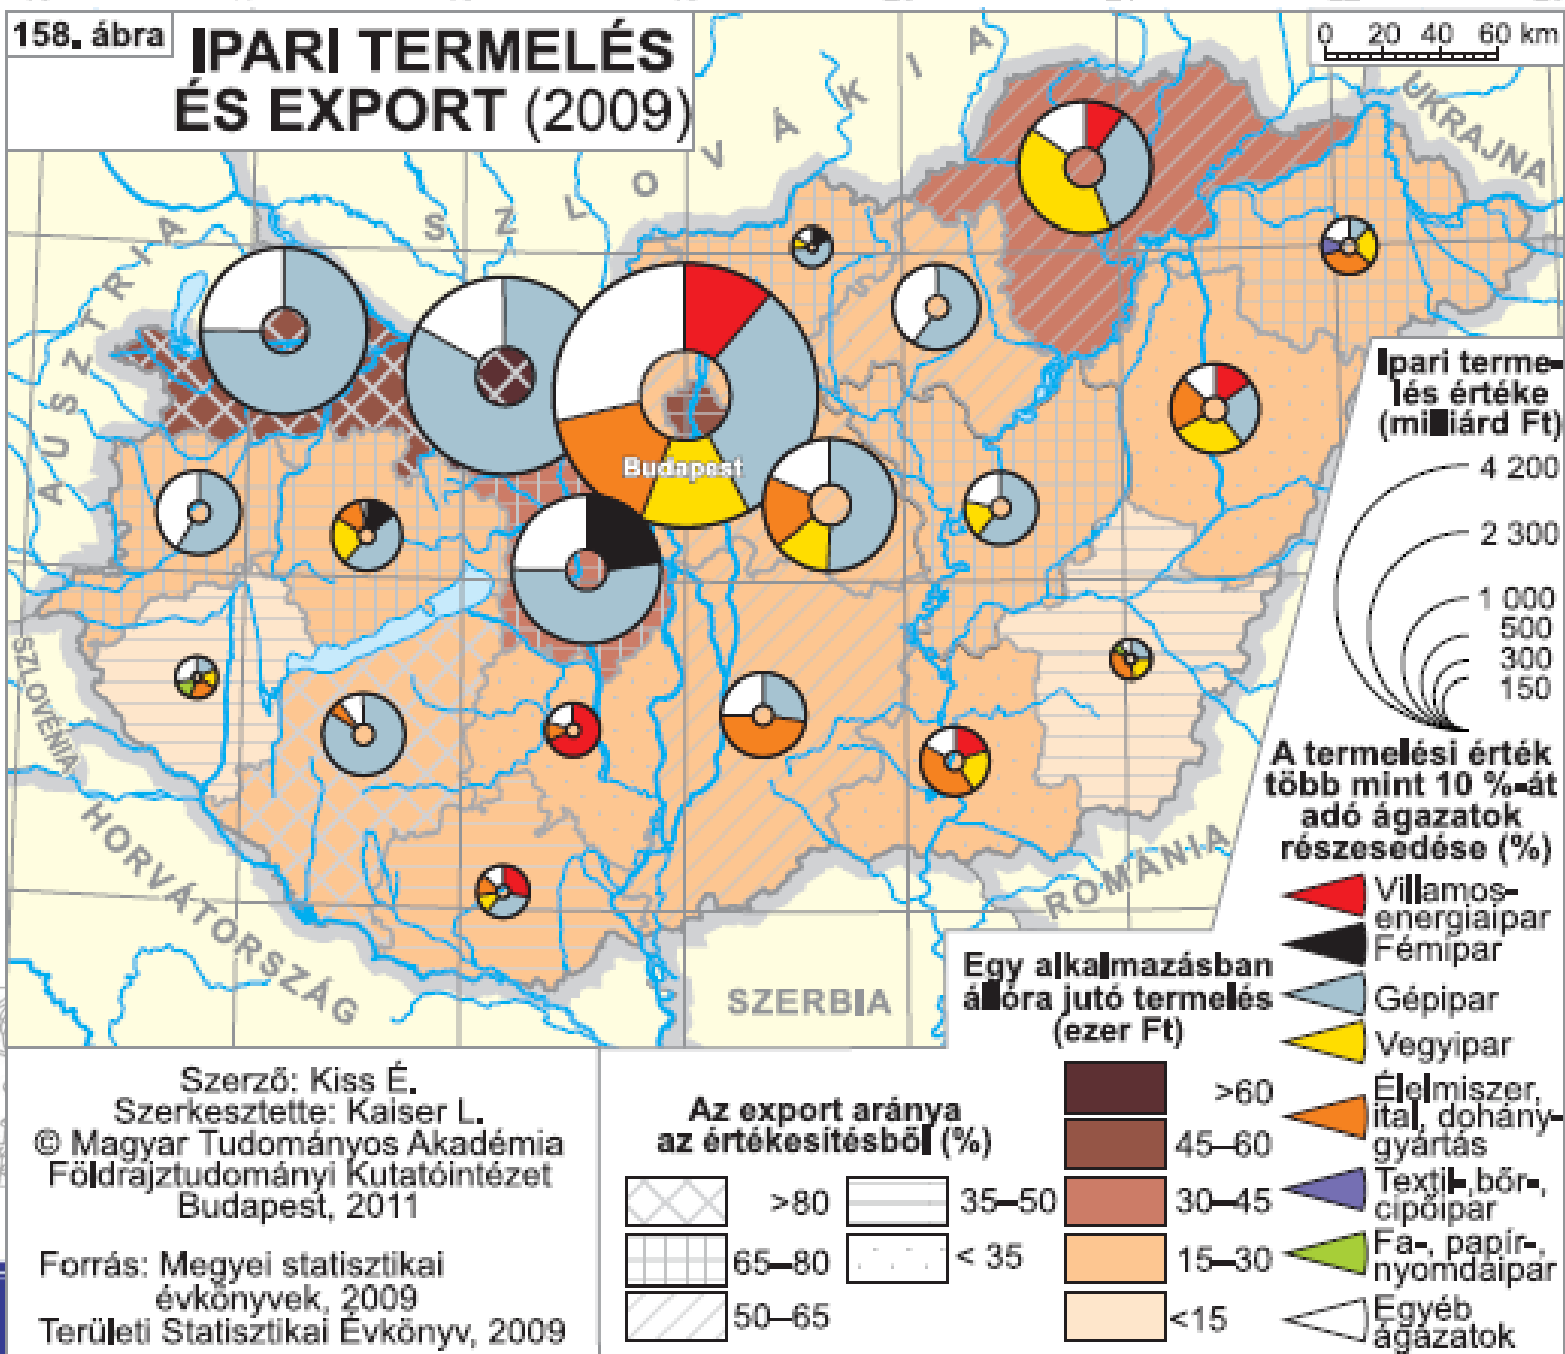 158. ábra
IPARI TERMELÉS
ÉS EXPORT (2009)
0 20 40 60 km
SZLOVÁKIA
UKRAJNA
AUSZTRIA
SZLOVÉNIA
HORVÁTORSZÁG
SZERBIA
ROMÁNIA
Budapest
Ipari terme-
lés értéke
(milliárd Ft)
4 200
2 300
1 000
500
300
150
A termelési érték
több mint 10 %-át
adó ágazatok
részesedése (%)
Villamos-
energiaipar
Fémipar
Gépipar
Vegyipar
Élelmiszer,
ital, dohány-
gyártás
Textil-,bőr-,
cipőipar
Fa-, papír-,
nyomdaipar
Egyéb
ágazatok
Egy alkalmazásban
állóra jutó termelés
(ezer Ft)
>60
45–60
30–45
15–30
<15
Az export aránya
az értékesítésből (%)
>80
65–80
50–65
35–50
< 35
Szerző: Kiss É.
Szerkesztette: Kaiser L.
© Magyar Tudományos Akadémia
Földrajztudományi Kutatóintézet
Budapest, 2011
Forrás: Megyei statisztikai
évkönyvek, 2009
Területi Statisztikai Évkönyv, 2009